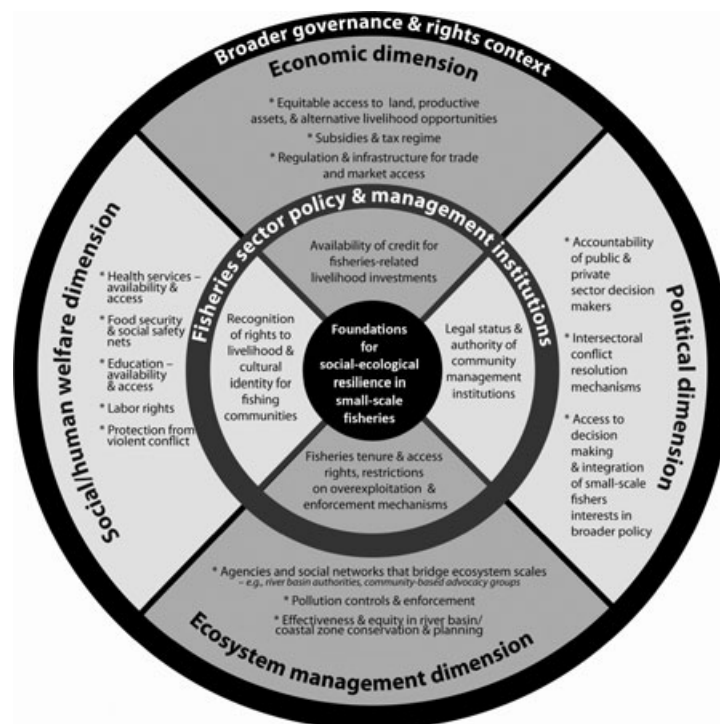 Broader governance & rights context
Economic dimension
* Equitable access to land, productive
assets, & alternative livelihood opportunities
* Subsidies & tax regime
* Regulation & infrastructure for trade
and market access
Fisheries sector policy & management institutions
Availability of credit for
fisheries-related
livelihood investments
Social/human welfare dimension
* Health services –
availability &
access
* Food security
& social safety
nets
* Education –
availability
& access
* Labor rights
* Protection from
violent conflict
Recognition
of rights to
livelihood &
cultural
identity for
fishing
communities
Foundations
for
social-ecological
resilience in
small-scale
fisheries
Legal status &
authority of
community
management
institutions
* Accountability
of public &
private
sector decision
makers
* Intersectoral
conflict
resolution
mechanisms
* Access to
decision
making
& integration
of small-scale
fishers
interests in
broader policy
Political dimension
Fisheries tenure & access
rights, restrictions
on overexploitation &
enforcement mechanisms
* Agencies and social networks that bridge ecosystem scales
– e.g., river basin authorities, community-based advocacy groups
* Pollution controls & enforcement
* Effectiveness & equity in river basin/
coastal zone conservation & planning
Ecosystem management dimension